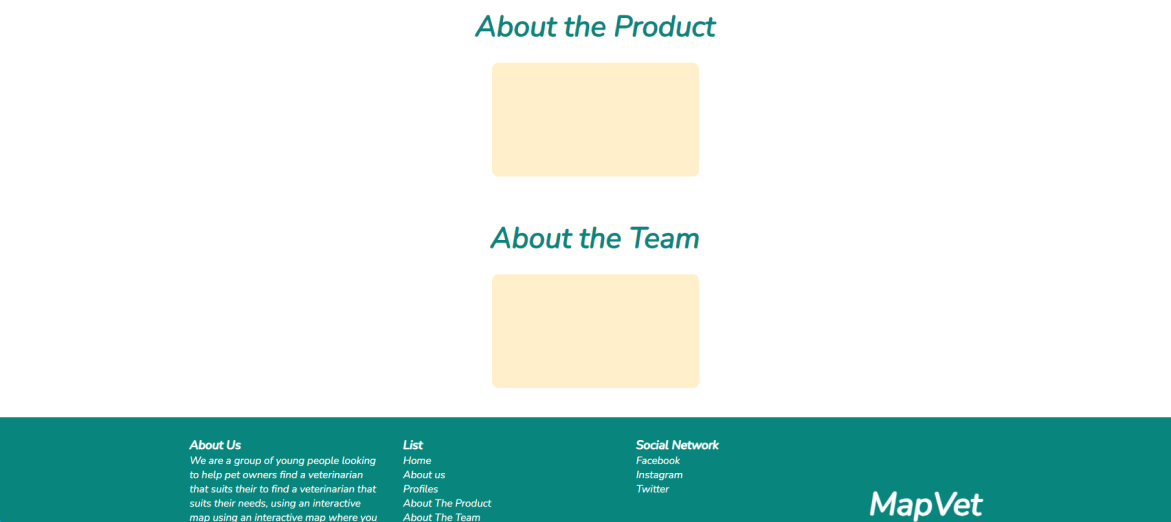 About the Product
About the Team
About Us
We are a group of young people looking
to help pet owners find a veterinarian
that suits their to find a veterinarian that
suits their needs, using an interactive
map using an interactive map where you
List
Home
About us
Profiles
About The Product
About The Team
Social Network
Facebook
Instagram
Twitter
MapVet